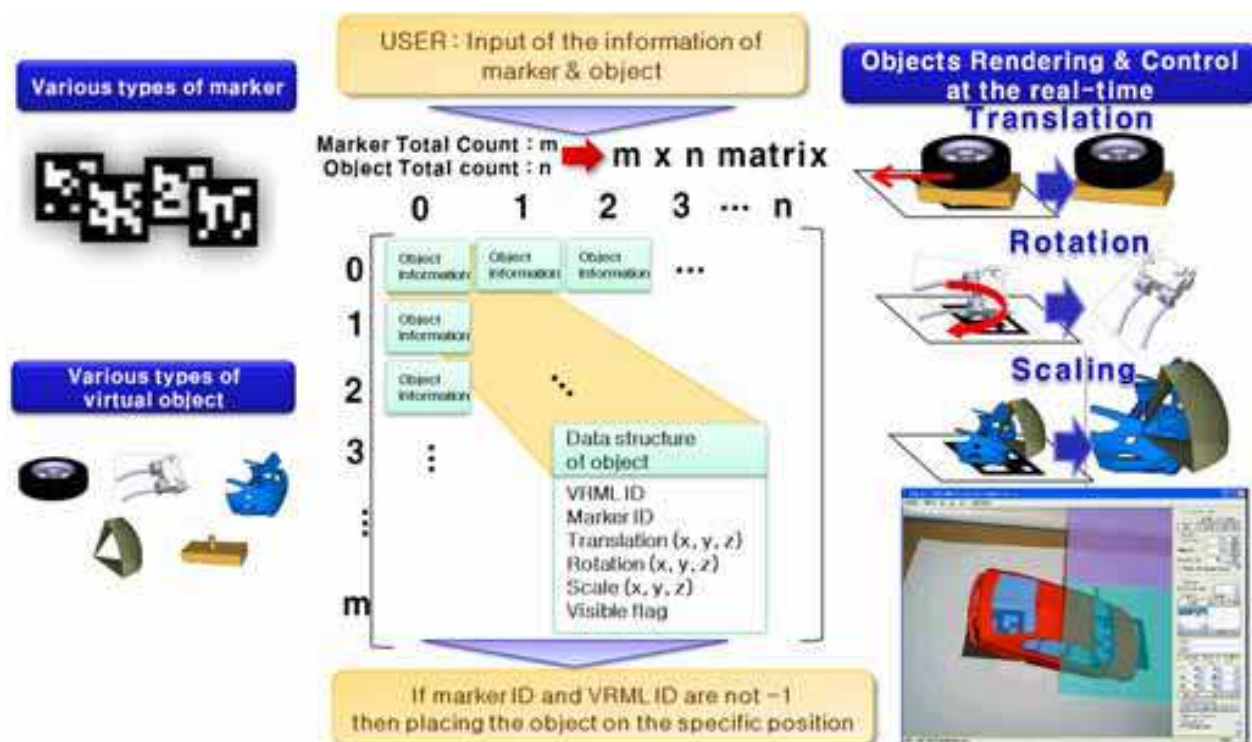 USER : Input of the information of
marker & object
Various types of marker
Objects Rendering & Control
at the real-time
Translation
Marker Total Count : m
Object Total count : n
m x n matrix
0 1 2 3 ... n
0
Object
Information
Object
Information
Object
Information
...
Rotation
1
Object
Information
Various types of
virtual object
2
Object
Information
Scaling
3
Data structure
of object
VRML ID
Marker ID
Translation (x, y, z)
Rotation (x, y, z)
Scale (x, y, z)
Visible flag
m
If marker ID and VRML ID are not -1
then placing the object on the specific position